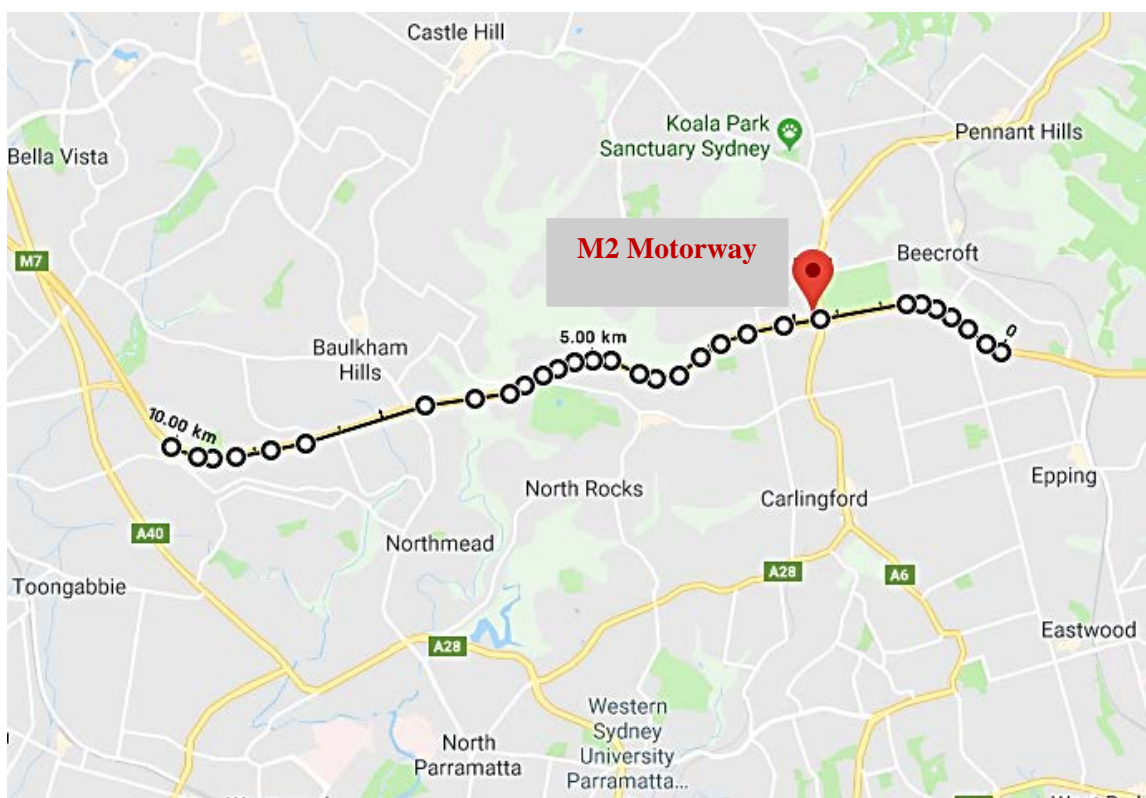 Castle Hill
Koala Park
Sanctuary Sydney
Pennant Hills
Bella Vista
M2 Motorway
Beecroft
M7
0
5.00 km
Baulkham
Hills
10.00 km
Epping
North Rocks
Carlingford
A40
Northmead
A28
A6
Toongabbie
Eastwood
A28
Western
Sydney
University
Parramatta...
North
Parramatta